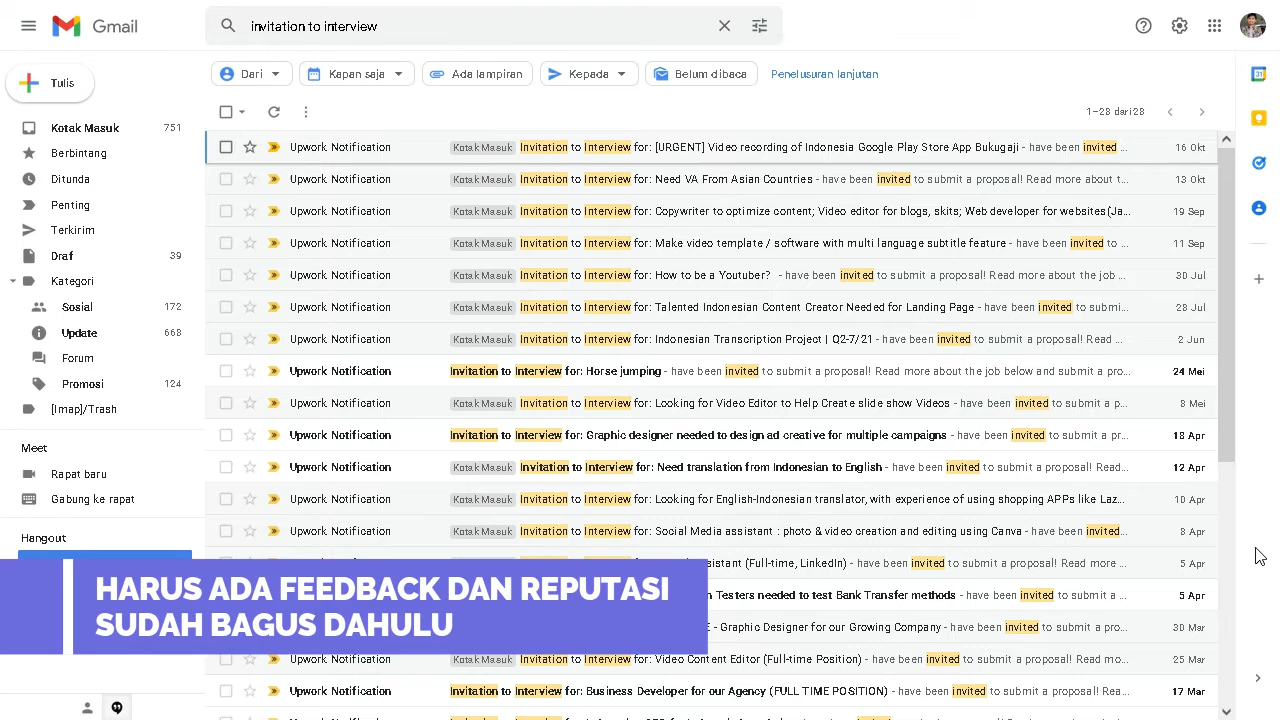 Gmail
invitation to interview
Tulis
Dari
Kapan saja
Ada lampiran
Kepada
Belum dibaca
Penelusuran lanjutan
1–28 dari 28
Kotak Masuk 751
Berbintang
Ditunda
Penting
Terkirim
Draf 39
Kategori
Sosial 172
Update 668
Forum
Promosi 124
[Imap]/Trash
Meet
Rapat baru
Gabung ke rapat
Hangout
Upwork Notification Kotak Masuk Invitation to Interview for: [URGENT] Video recording of Indonesia Google Play Store App Bukugaji - have been invited ... 16 Okt
Upwork Notification Kotak Masuk Invitation to Interview for: Need VA From Asian Countries - have been invited to submit a proposal! Read more about t... 13 Okt
Upwork Notification Kotak Masuk Invitation to Interview for: Copywriter to optimize content; Video editor for blogs, skits; Web developer for websites(Ja... 19 Sep
Upwork Notification Kotak Masuk Invitation to Interview for: Make video template / software with multi language subtitle feature - have been invited to ... 11 Sep
Upwork Notification Kotak Masuk Invitation to Interview for: How to be a Youtuber? - have been invited to submit a proposal! Read more about the job ... 30 Jul
Upwork Notification Kotak Masuk Invitation to Interview for: Talented Indonesian Content Creator Needed for Landing Page - have been invited to submi... 28 Jul
Upwork Notification Kotak Masuk Invitation to Interview for: Indonesian Transcription Project | Q2-7/21 - have been invited to submit a proposal! Read ... 2 Jun
Upwork Notification Invitation to Interview for: Horse jumping - have been invited to submit a proposal! Read more about the job below and submit a pro... 24 Mei
Upwork Notification Kotak Masuk Invitation to Interview for: Looking for Video Editor to Help Create slide show Videos - have been invited to submit a p... 8 Mei
Upwork Notification Invitation to Interview for: Graphic designer needed to design ad creative for multiple campaigns - have been invited to submit a pr... 18 Apr
Upwork Notification Kotak Masuk Invitation to Interview for: Need translation from Indonesian to English - have been invited to submit a proposal! Read... 12 Apr
Upwork Notification Kotak Masuk Invitation to Interview for: Looking for English-Indonesian translator, with experience of using shopping APPs like Laz... 10 Apr
Upwork Notification Kotak Masuk Invitation to Interview for: Social Media assistant : photo & video creation and editing using Canva - have been invited... 8 Apr
(Full-time, LinkedIn) - have been invited to submit a proposal! Read more ... 5 Apr
Testers needed to test Bank Transfer methods - have been invited to submit a proposal! Read ... 5 Apr
- Graphic Designer for our Growing Company - have been invited to submit a pro... 30 Mar
Upwork Notification Kotak Masuk Invitation to Interview for: Video Content Editor (Full-time Position) - have been invited to submit a proposal! Read mo... 25 Mar
Upwork Notification Invitation to Interview for: Business Developer for our Agency (FULL TIME POSITION) - have been invited to submit a proposal! Rea... 17 Mar
HARUS ADA FEEDBACK DAN REPUTASI
SUDAH BAGUS DAHULU